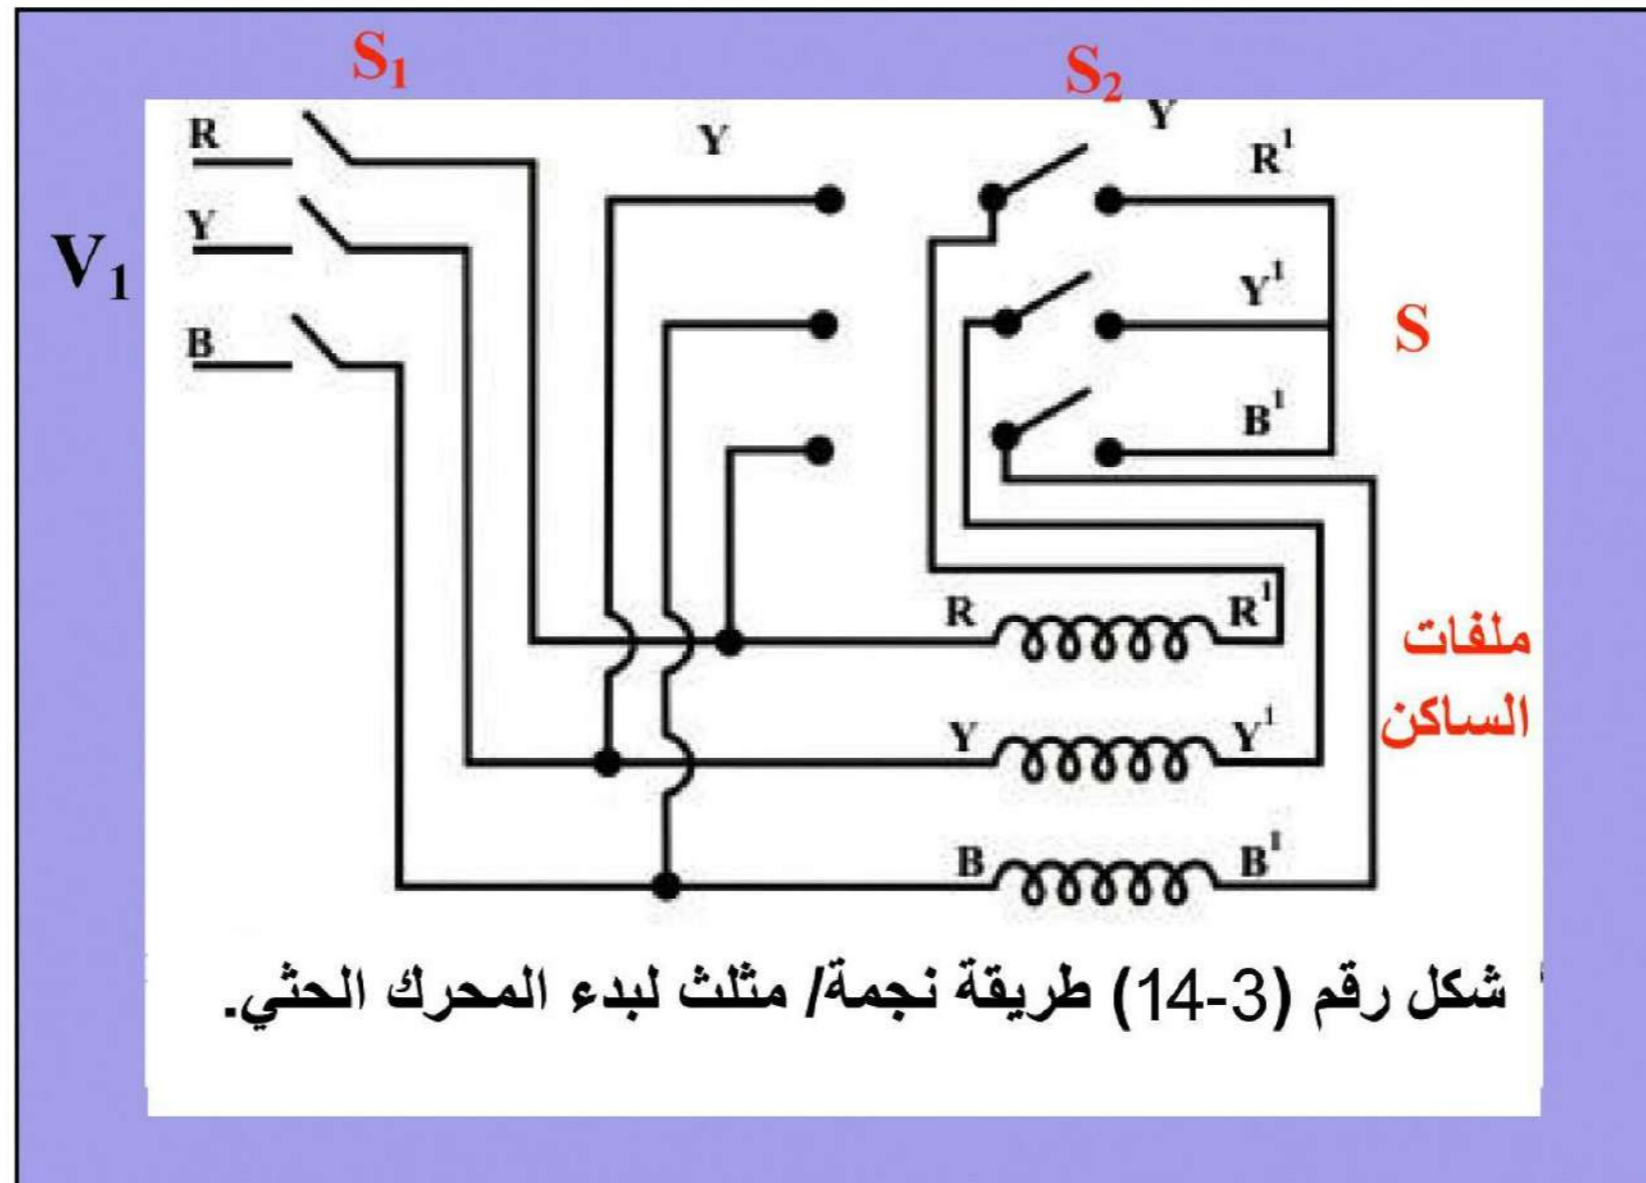 S₁
S₂
R
Y
Y
R¹
V₁
Y
Y¹
S
B
B¹
R
R¹
ملفات
الساكن
Y
Y¹
B
B¹
شكل رقم (3-14) طريقة نجمة/ مثلث لبدء المحرك الحثي.